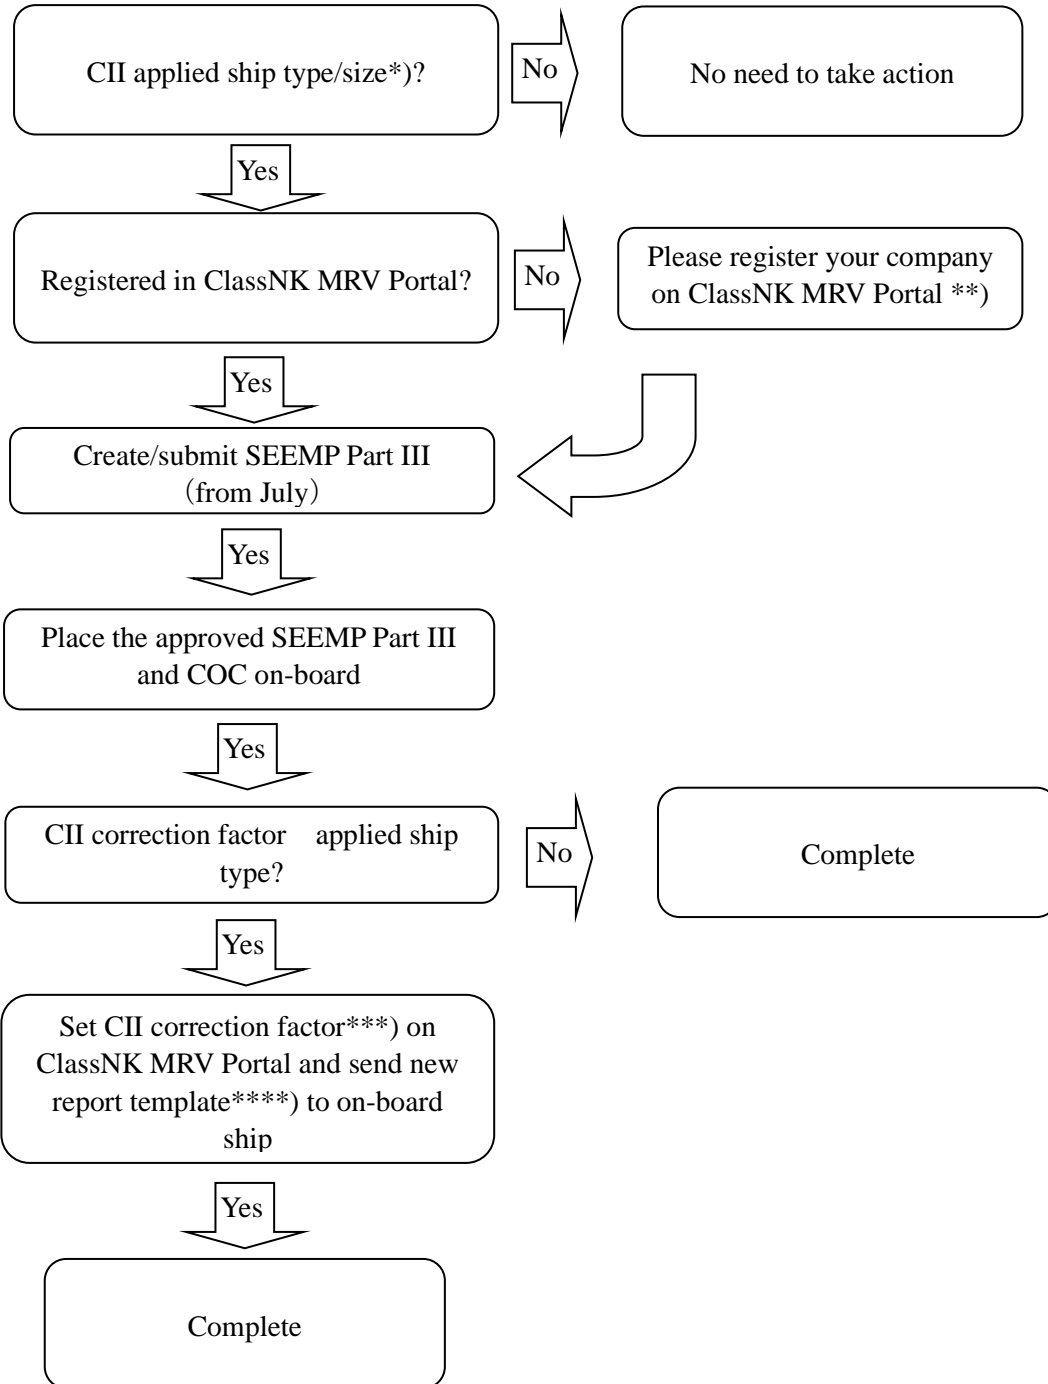 CII applied ship type/size*)?
No
No need to take action
Yes
Registered in ClassNK MRV Portal?
No
Please register your company
on ClassNK MRV Portal **)
Yes
Create/submit SEEMP Part III
（from July）
Yes
Place the approved SEEMP Part III
and COC on-board
Yes
CII correction factor　applied ship
type?
No
Complete
Yes
Set CII correction factor***) on
ClassNK MRV Portal and send new
report template****) to on-board
ship
Yes
Complete